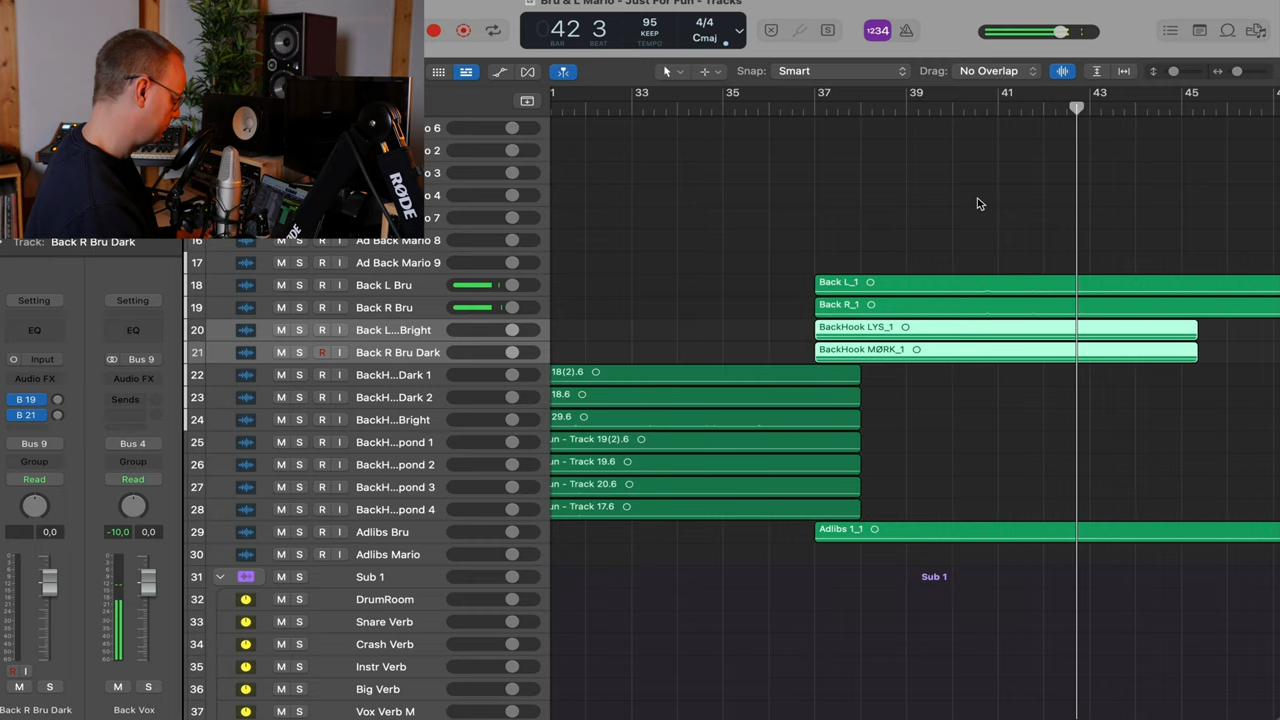 Bru & L Mario - Just For Fun - Tracks
42 3
BAR BEAT
95
KEEP
TEMPO
4/4
Cmaj
1234
Snap: Smart
Drag: No Overlap
33 35 37 39 41 43 45
RØDE
RØDE
Track: Back R Bru Dark
16 M S R I Ad Back Mario 8
17 M S R I Ad Back Mario 9
18 M S R I Back L Bru
19 M S R I Back R Bru
20 M S R I Back L...Bright
21 M S R I Back R Bru Dark
22 M S R I BackH...Dark 1
23 M S R I BackH...Dark 2
24 M S R I BackH...Bright
25 M S R I BackH...pond 1
26 M S R I BackH...pond 2
27 M S R I BackH...pond 3
28 M S R I BackH...pond 4
29 M S R I Adlibs Bru
30 M S R I Adlibs Mario
31 M S Sub 1
32 M S DrumRoom
33 M S Snare Verb
34 M S Crash Verb
35 M S Instr Verb
36 M S Big Verb
37 M S Vox Verb M
Back L_1
Back R_1
BackHook LYS_1
BackHook MØRK_1
18(2).6
18.6
29.6
un - Track 19(2).6
un - Track 19.6
un - Track 20.6
un - Track 17.6
Adlibs 1_1
Sub 1
Setting Setting
EQ EQ
Input Bus 9
Audio FX Audio FX
B 19 Sends
B 21
Bus 9 Bus 4
Group Group
Read Read
0,0 -10,0 0,0
R I
M S M S
Back R Bru Dark Back Vox